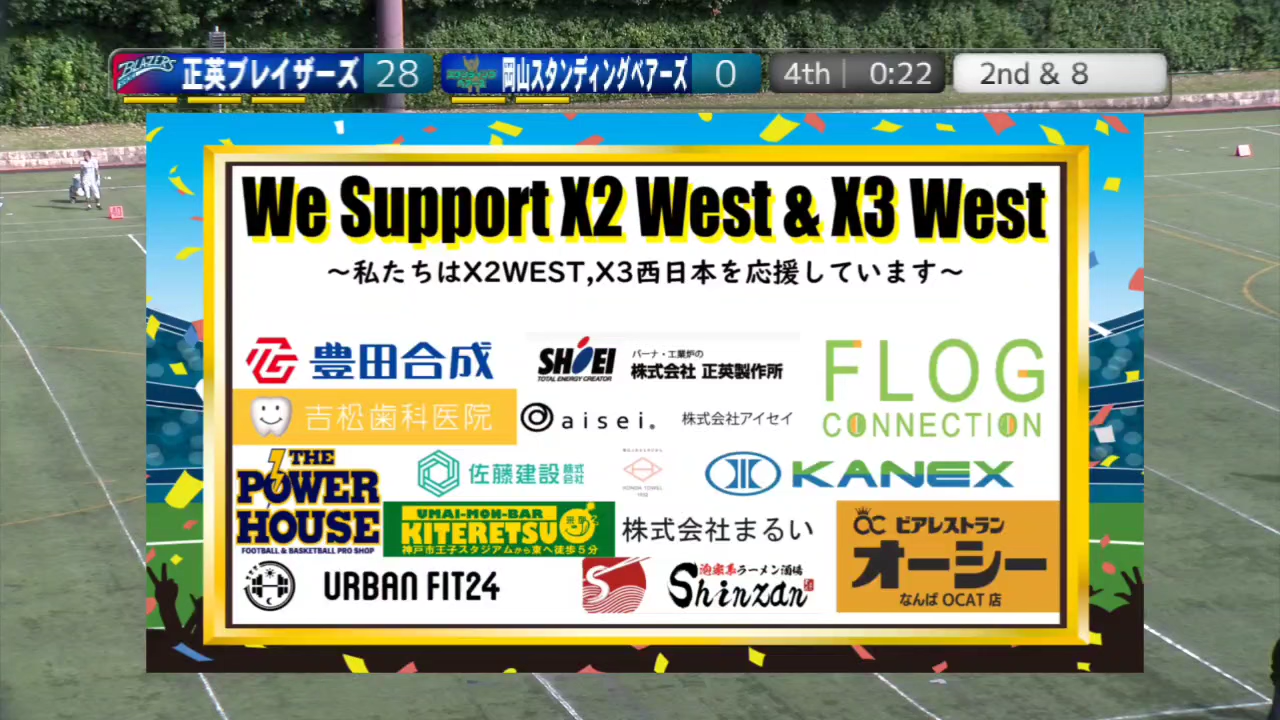 BLAZERS 正英ブレイザーズ 28 岡山スタンディングベアーズ 0 4th 0:22 2nd & 8
We Support X2 West & X3 West
～私たちはX2WEST,X3西日本を応援しています～
豊田合成
SHOEI
TOTAL ENERGY CREATOR
バーナ・工業炉の
株式会社 正英製作所
FLOG
CONNECTION
吉松歯科医院
aisei. 株式会社アイセイ
THE
POWER
HOUSE
FOOTBALL & BASKETBALL PRO SHOP
佐藤建設 株式会社
KANEX
UMAI-MON-BAR
KITERETSU
神戸市王子スタジアムから東へ徒歩5分
株式会社まるい
OC ビアレストラン
オーシー
なんば OCAT 店
URBAN FIT24
ラーメン酒場
Shinzan